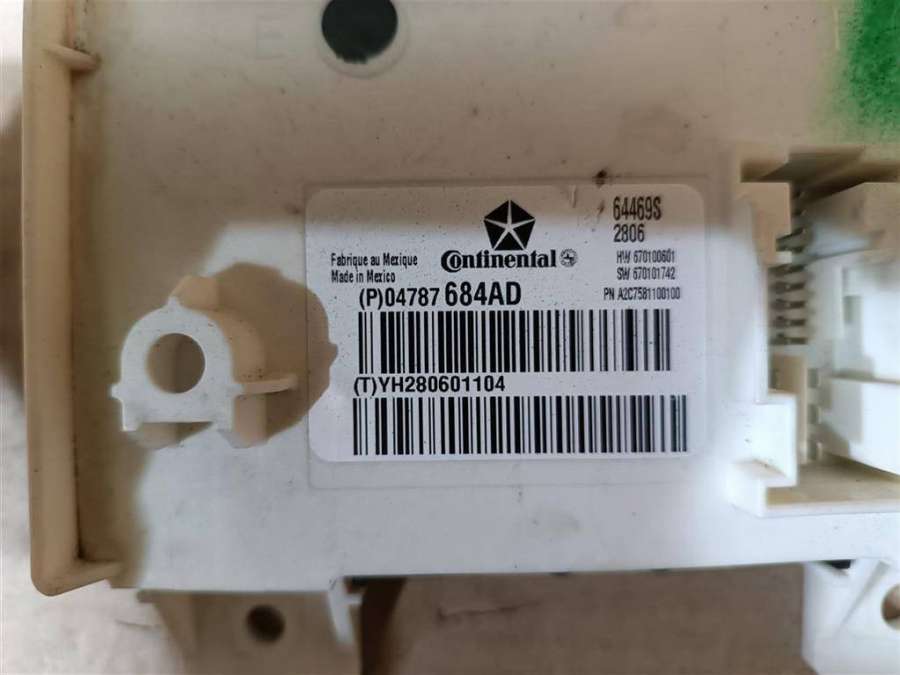 64469S
2806
Fabrique au Mexique
Made in Mexico
Continental
HW 670100601
SW 670101742
(P)04787 684AD
PN A2C7581100100
(T)YH280601104